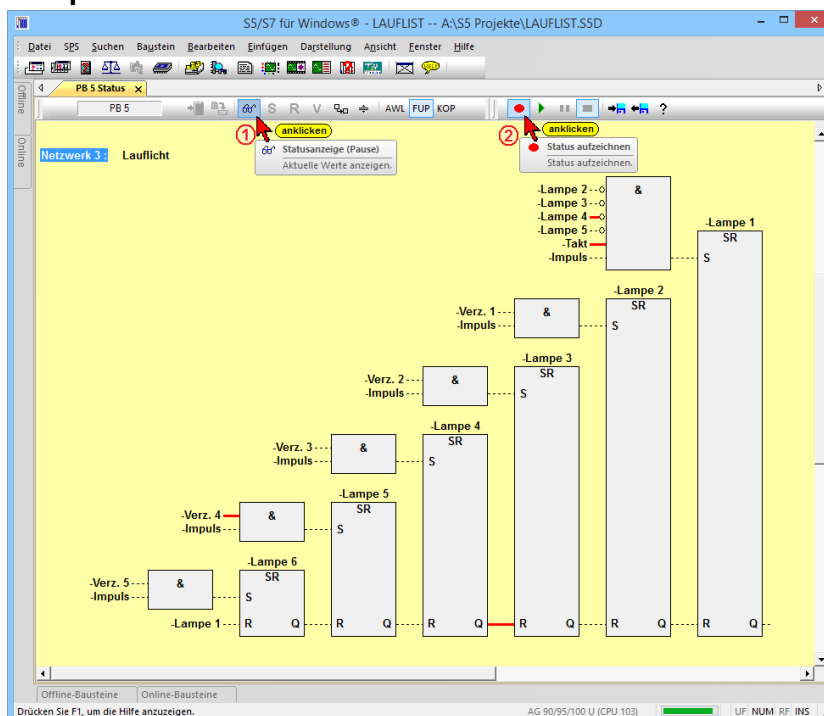 S5/S7 für Windows® - LAUFLIST -- A:\S5 Projekte\LAUFLIST.S5D
Datei SPS Suchen Baustein Bearbeiten Einfügen Darstellung Ansicht Fenster Hilfe
HELP
Offline
Online
PB 5 Status
PB 5 S R V AWL FUP KOP ?
1 anklicken
Statusanzeige (Pause)
Aktuelle Werte anzeigen.
2 anklicken
Status aufzeichnen
Status aufzeichnen.
Netzwerk 3 : Lauflicht
-Lampe 2 &
-Lampe 3
-Lampe 4
-Lampe 5
-Takt
-Impuls
-Lampe 1
SR
S
-Lampe 2
SR
-Verz. 1 &
-Impuls S
-Lampe 3
SR
-Verz. 2 &
-Impuls S
-Lampe 4
SR
-Verz. 3 &
-Impuls S
-Lampe 5
SR
-Verz. 4 &
-Impuls S
-Lampe 6
SR
-Verz. 5 &
-Impuls S
-Lampe 1 R Q R Q R Q R Q R Q R Q
Offline-Bausteine Online-Bausteine
Drücken Sie F1, um die Hilfe anzuzeigen. AG 90/95/100 U (CPU 103) UF NUM RF INS